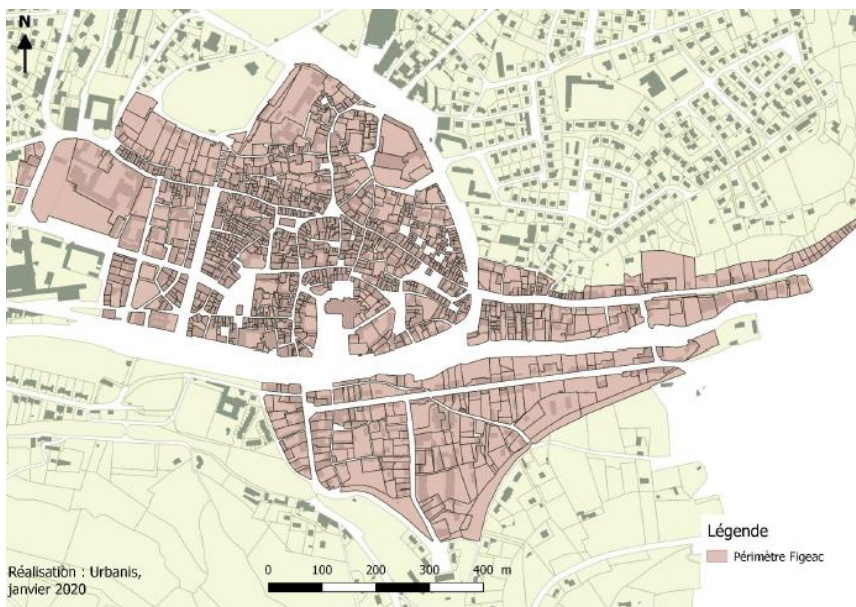 N
Légende
Périmètre Figeac
Réalisation : Urbanis,
janvier 2020
0 100 200 300 400 m